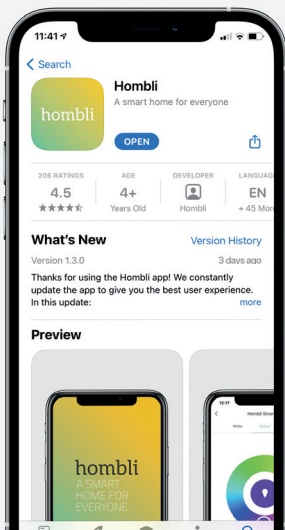 11:41
Search
hombli
Hombli
A smart home for everyone
OPEN
206 RATINGS
4.5
AGE
4+
Years Old
DEVELOPER
Hombli
LANGUAG
EN
+ 45 More
What's New
Version History
Version 1.3.0
3 days ago
Thanks for using the Hombli app! We constantly
update the app to give you the best user experience.
In this update:
more
Preview
hombli
A SMART
HOME FOR
EVERYONE
12:17
Hombli Smar
White